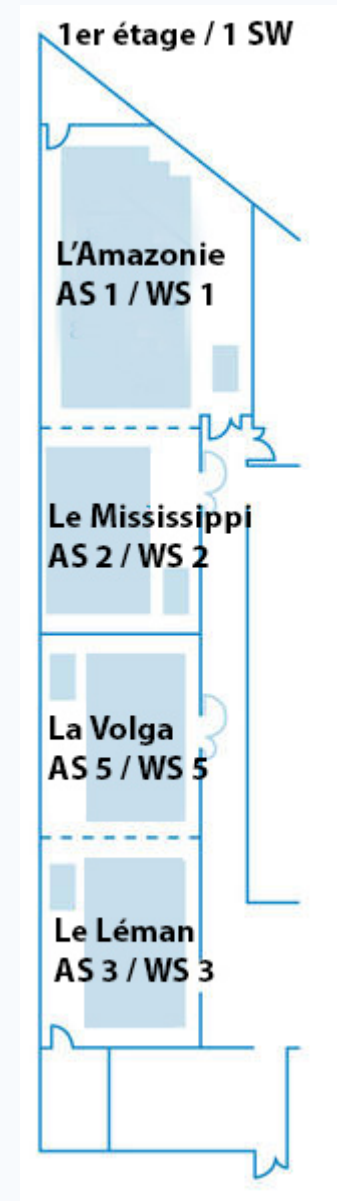 1er étage / 1 SW
L'Amazonie
AS 1 / WS 1
Le Mississippi
AS 2 / WS 2
La Volga
AS 5 / WS 5
Le Léman
AS 3 / WS 3